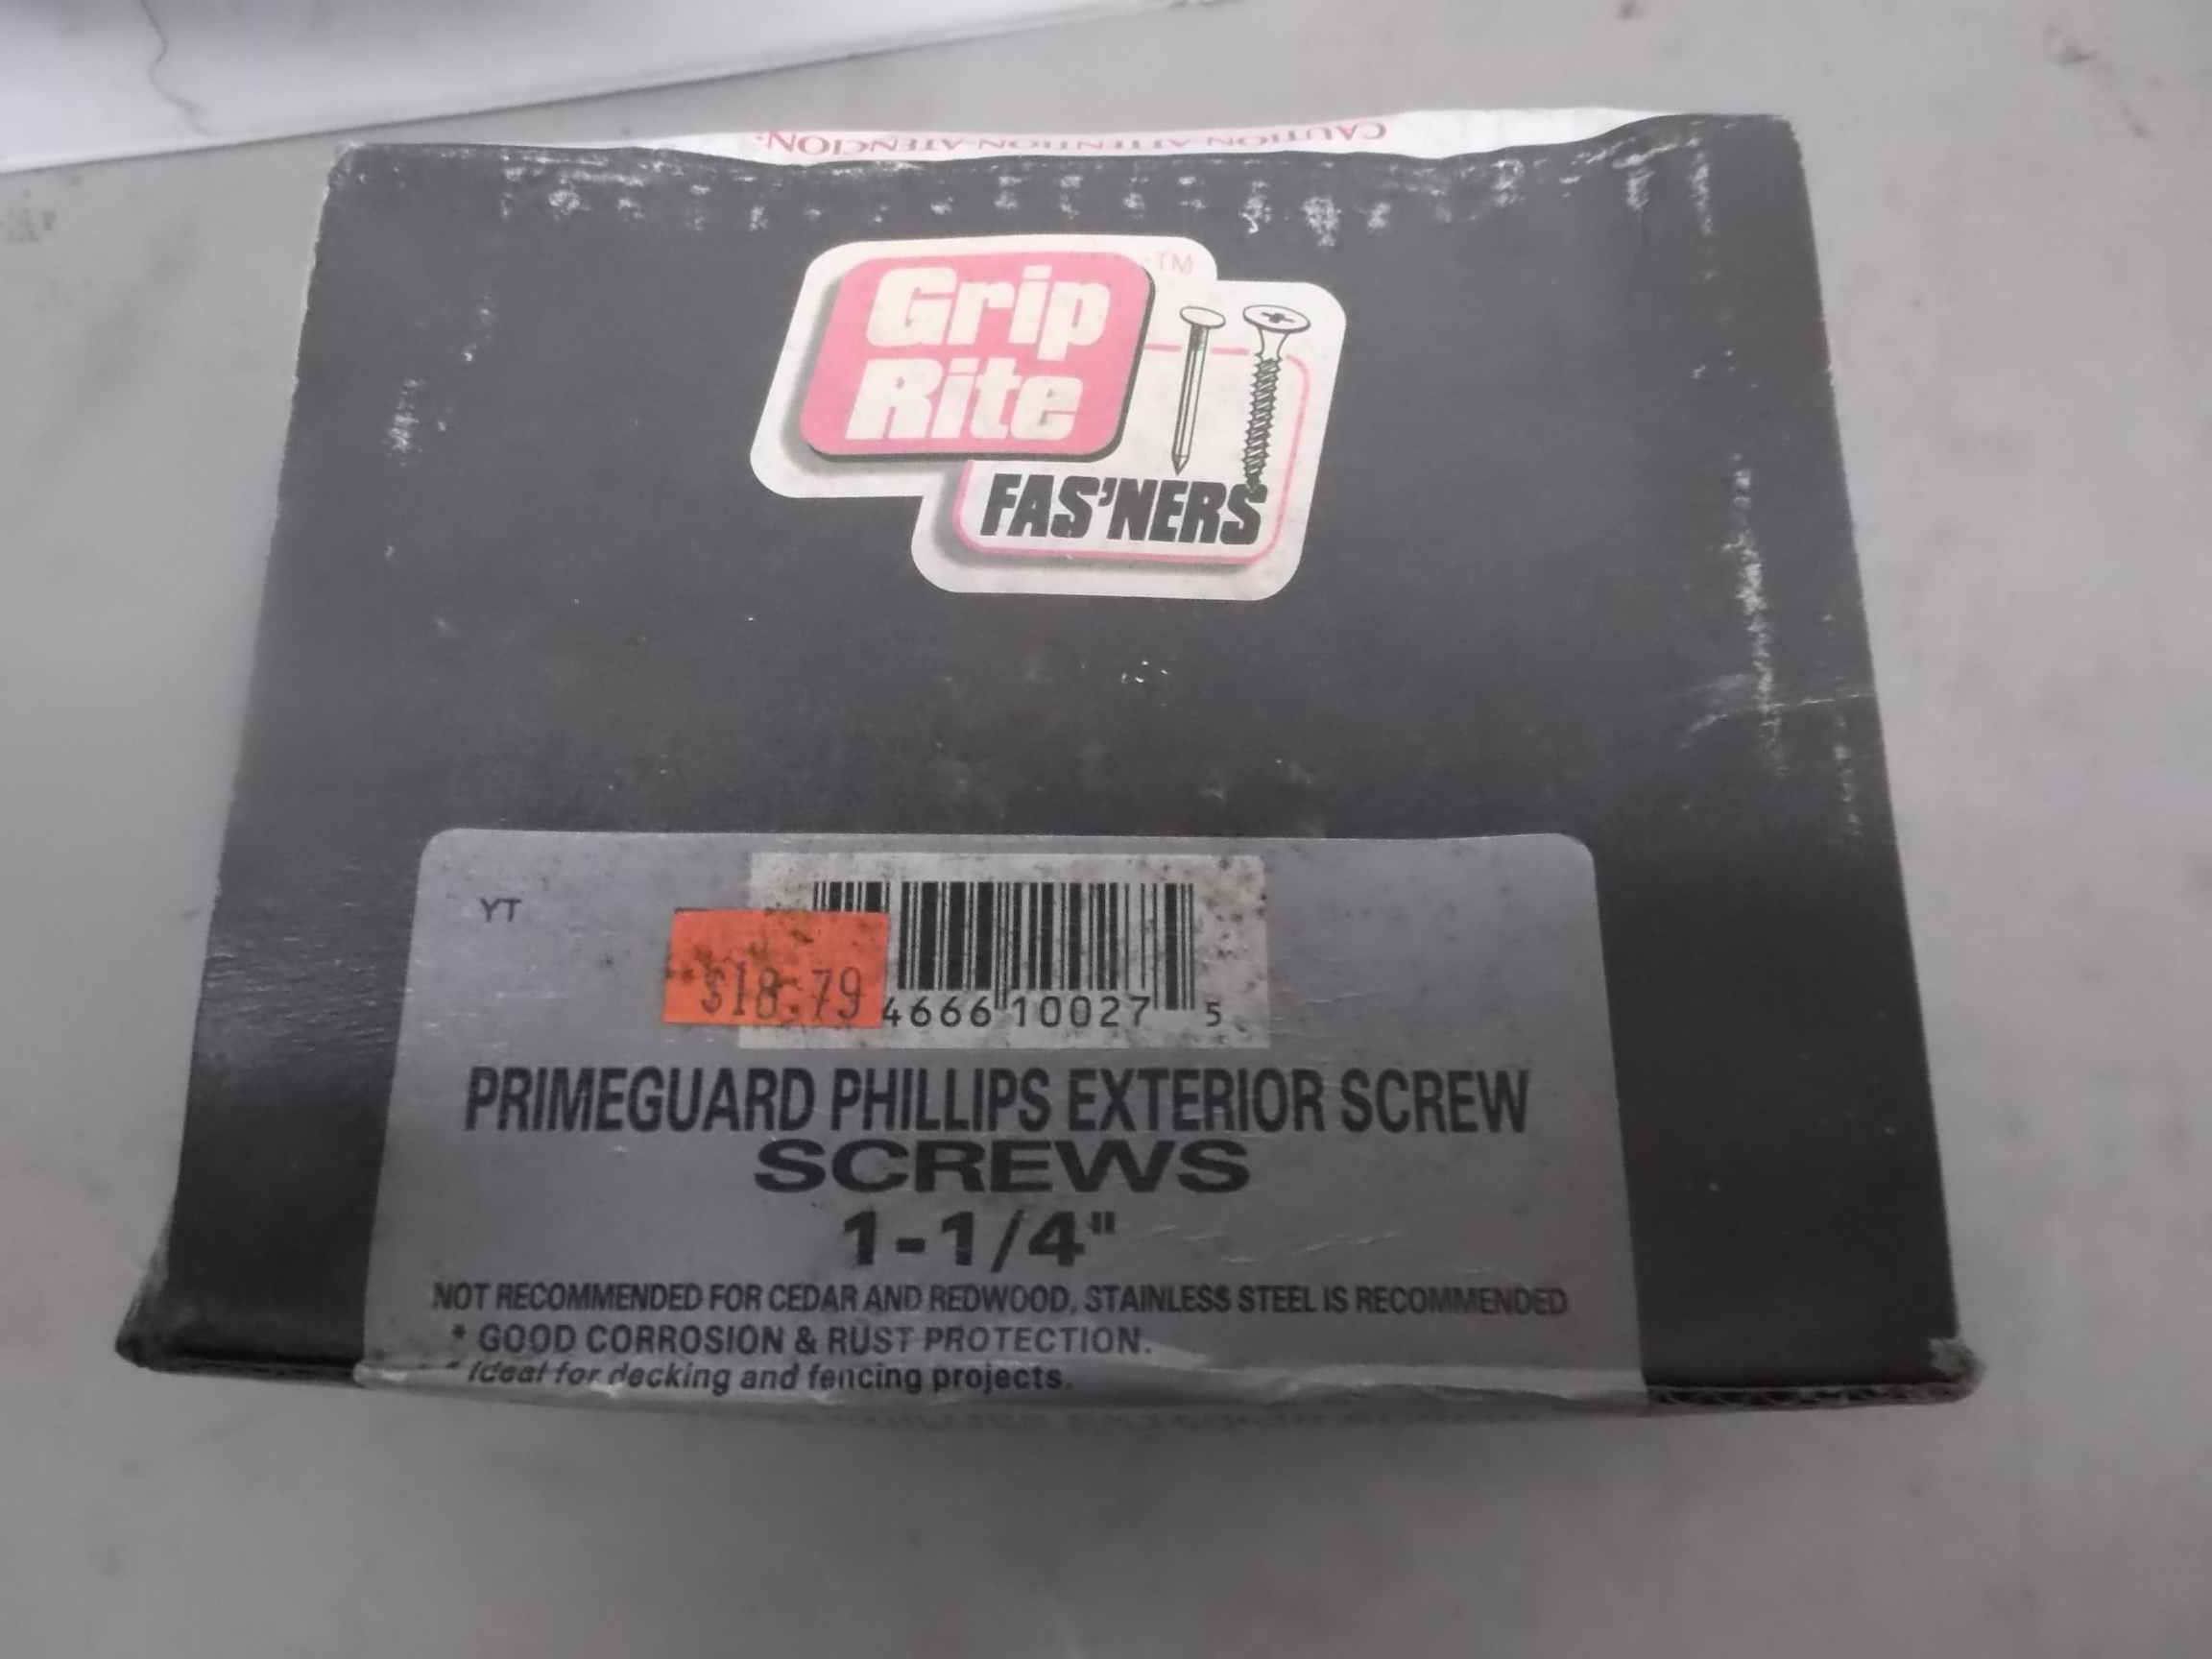 CAUTION-ATTENTION-ATENCION.
Grip
Rite
TM
FAS'NERS
YT
$18.79
4666 10027 5
PRIMEGUARD PHILLIPS EXTERIOR SCREW
SCREWS
1-1/4"
NOT RECOMMENDED FOR CEDAR AND REDWOOD, STAINLESS STEEL IS RECOMMENDED
* GOOD CORROSION & RUST PROTECTION.
* Ideal for decking and fencing projects.